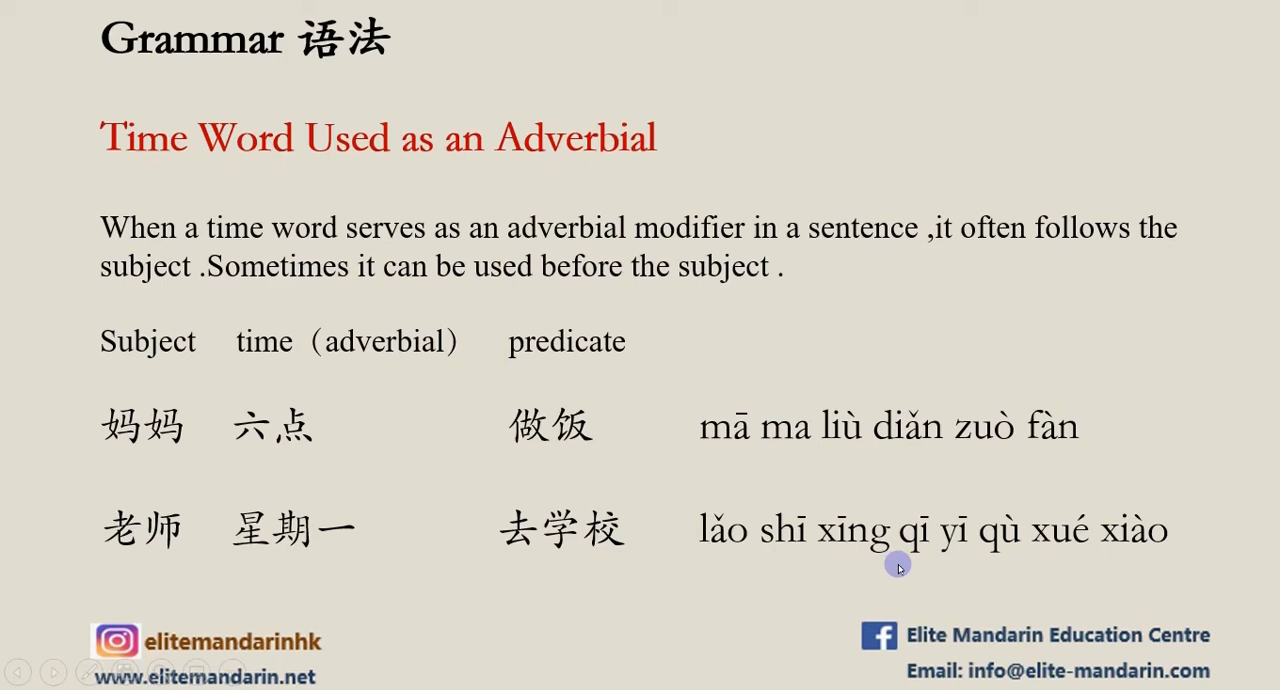 Grammar 语法
Time Word Used as an Adverbial
When a time word serves as an adverbial modifier in a sentence ,it often follows the
subject .Sometimes it can be used before the subject .
Subject time（adverbial） predicate
妈妈 六点 做饭 mā ma liù diǎn zuò fàn
老师 星期一 去学校 lǎo shī xīng qī yī qù xué xiào
elitemandarinhk
www.elitemandarin.net
Elite Mandarin Education Centre
Email: info@elite-mandarin.com